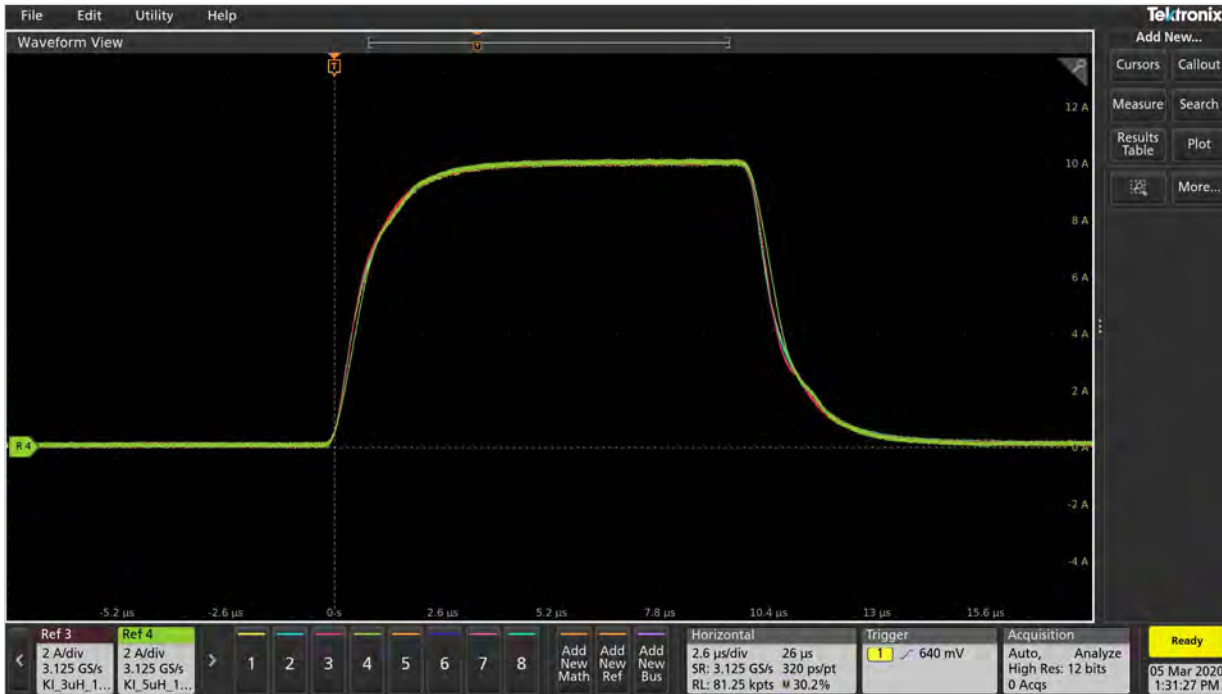 File Edit Utility Help
Tektronix
Waveform View
Add New...
Cursors Callout
Measure Search
Results Table Plot
More...
T
12 A
10 A
8 A
6 A
4 A
2 A
0 A
-2 A
-4 A
R 4
-5.2 µs -2.6 µs 0 s 2.6 µs 5.2 µs 7.8 µs 10.4 µs 13 µs 15.6 µs
Ref 3
2 A/div
3.125 GS/s
KI_3uH_1...
Ref 4
2 A/div
3.125 GS/s
KI_5uH_1...
1 2 3 4 5 6 7 8
Add New Math
Add New Ref
Add New Bus
Horizontal
2.6 µs/div 26 µs
SR: 3.125 GS/s 320 ps/pt
RL: 81.25 kpts 30.2%
Trigger
1 640 mV
Acquisition
Auto, Analyze
High Res: 12 bits
0 Acqs
Ready
05 Mar 2020
1:31:27 PM